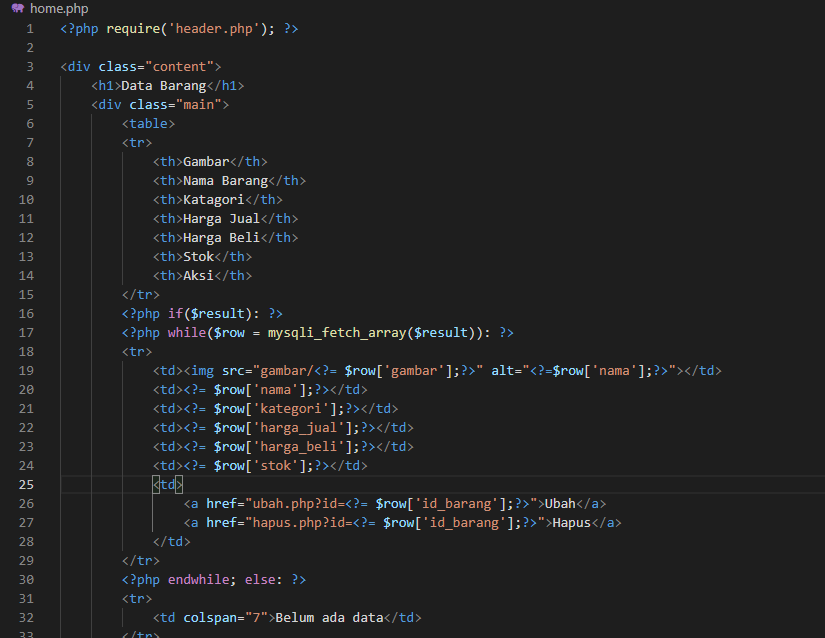 home.php
1 <?php require('header.php'); ?>
2
3 <div class="content">
4     <h1>Data Barang</h1>
5     <div class="main">
6         <table>
7         <tr>
8             <th>Gambar</th>
9             <th>Nama Barang</th>
10             <th>Katagori</th>
11             <th>Harga Jual</th>
12             <th>Harga Beli</th>
13             <th>Stok</th>
14             <th>Aksi</th>
15         </tr>
16         <?php if($result): ?>
17         <?php while($row = mysqli_fetch_array($result)): ?>
18         <tr>
19             <td><img src="gambar/<?= $row['gambar'];?>" alt="<?=$row['nama'];?>"></td>
20             <td><?= $row['nama'];?></td>
21             <td><?= $row['kategori'];?></td>
22             <td><?= $row['harga_jual'];?></td>
23             <td><?= $row['harga_beli'];?></td>
24             <td><?= $row['stok'];?></td>
25             <td>
26                 <a href="ubah.php?id=<?= $row['id_barang'];?>">Ubah</a>
27                 <a href="hapus.php?id=<?= $row['id_barang'];?>">Hapus</a>
28             </td>
29         </tr>
30         <?php endwhile; else: ?>
31         <tr>
32             <td colspan="7">Belum ada data</td>
33         </tr>